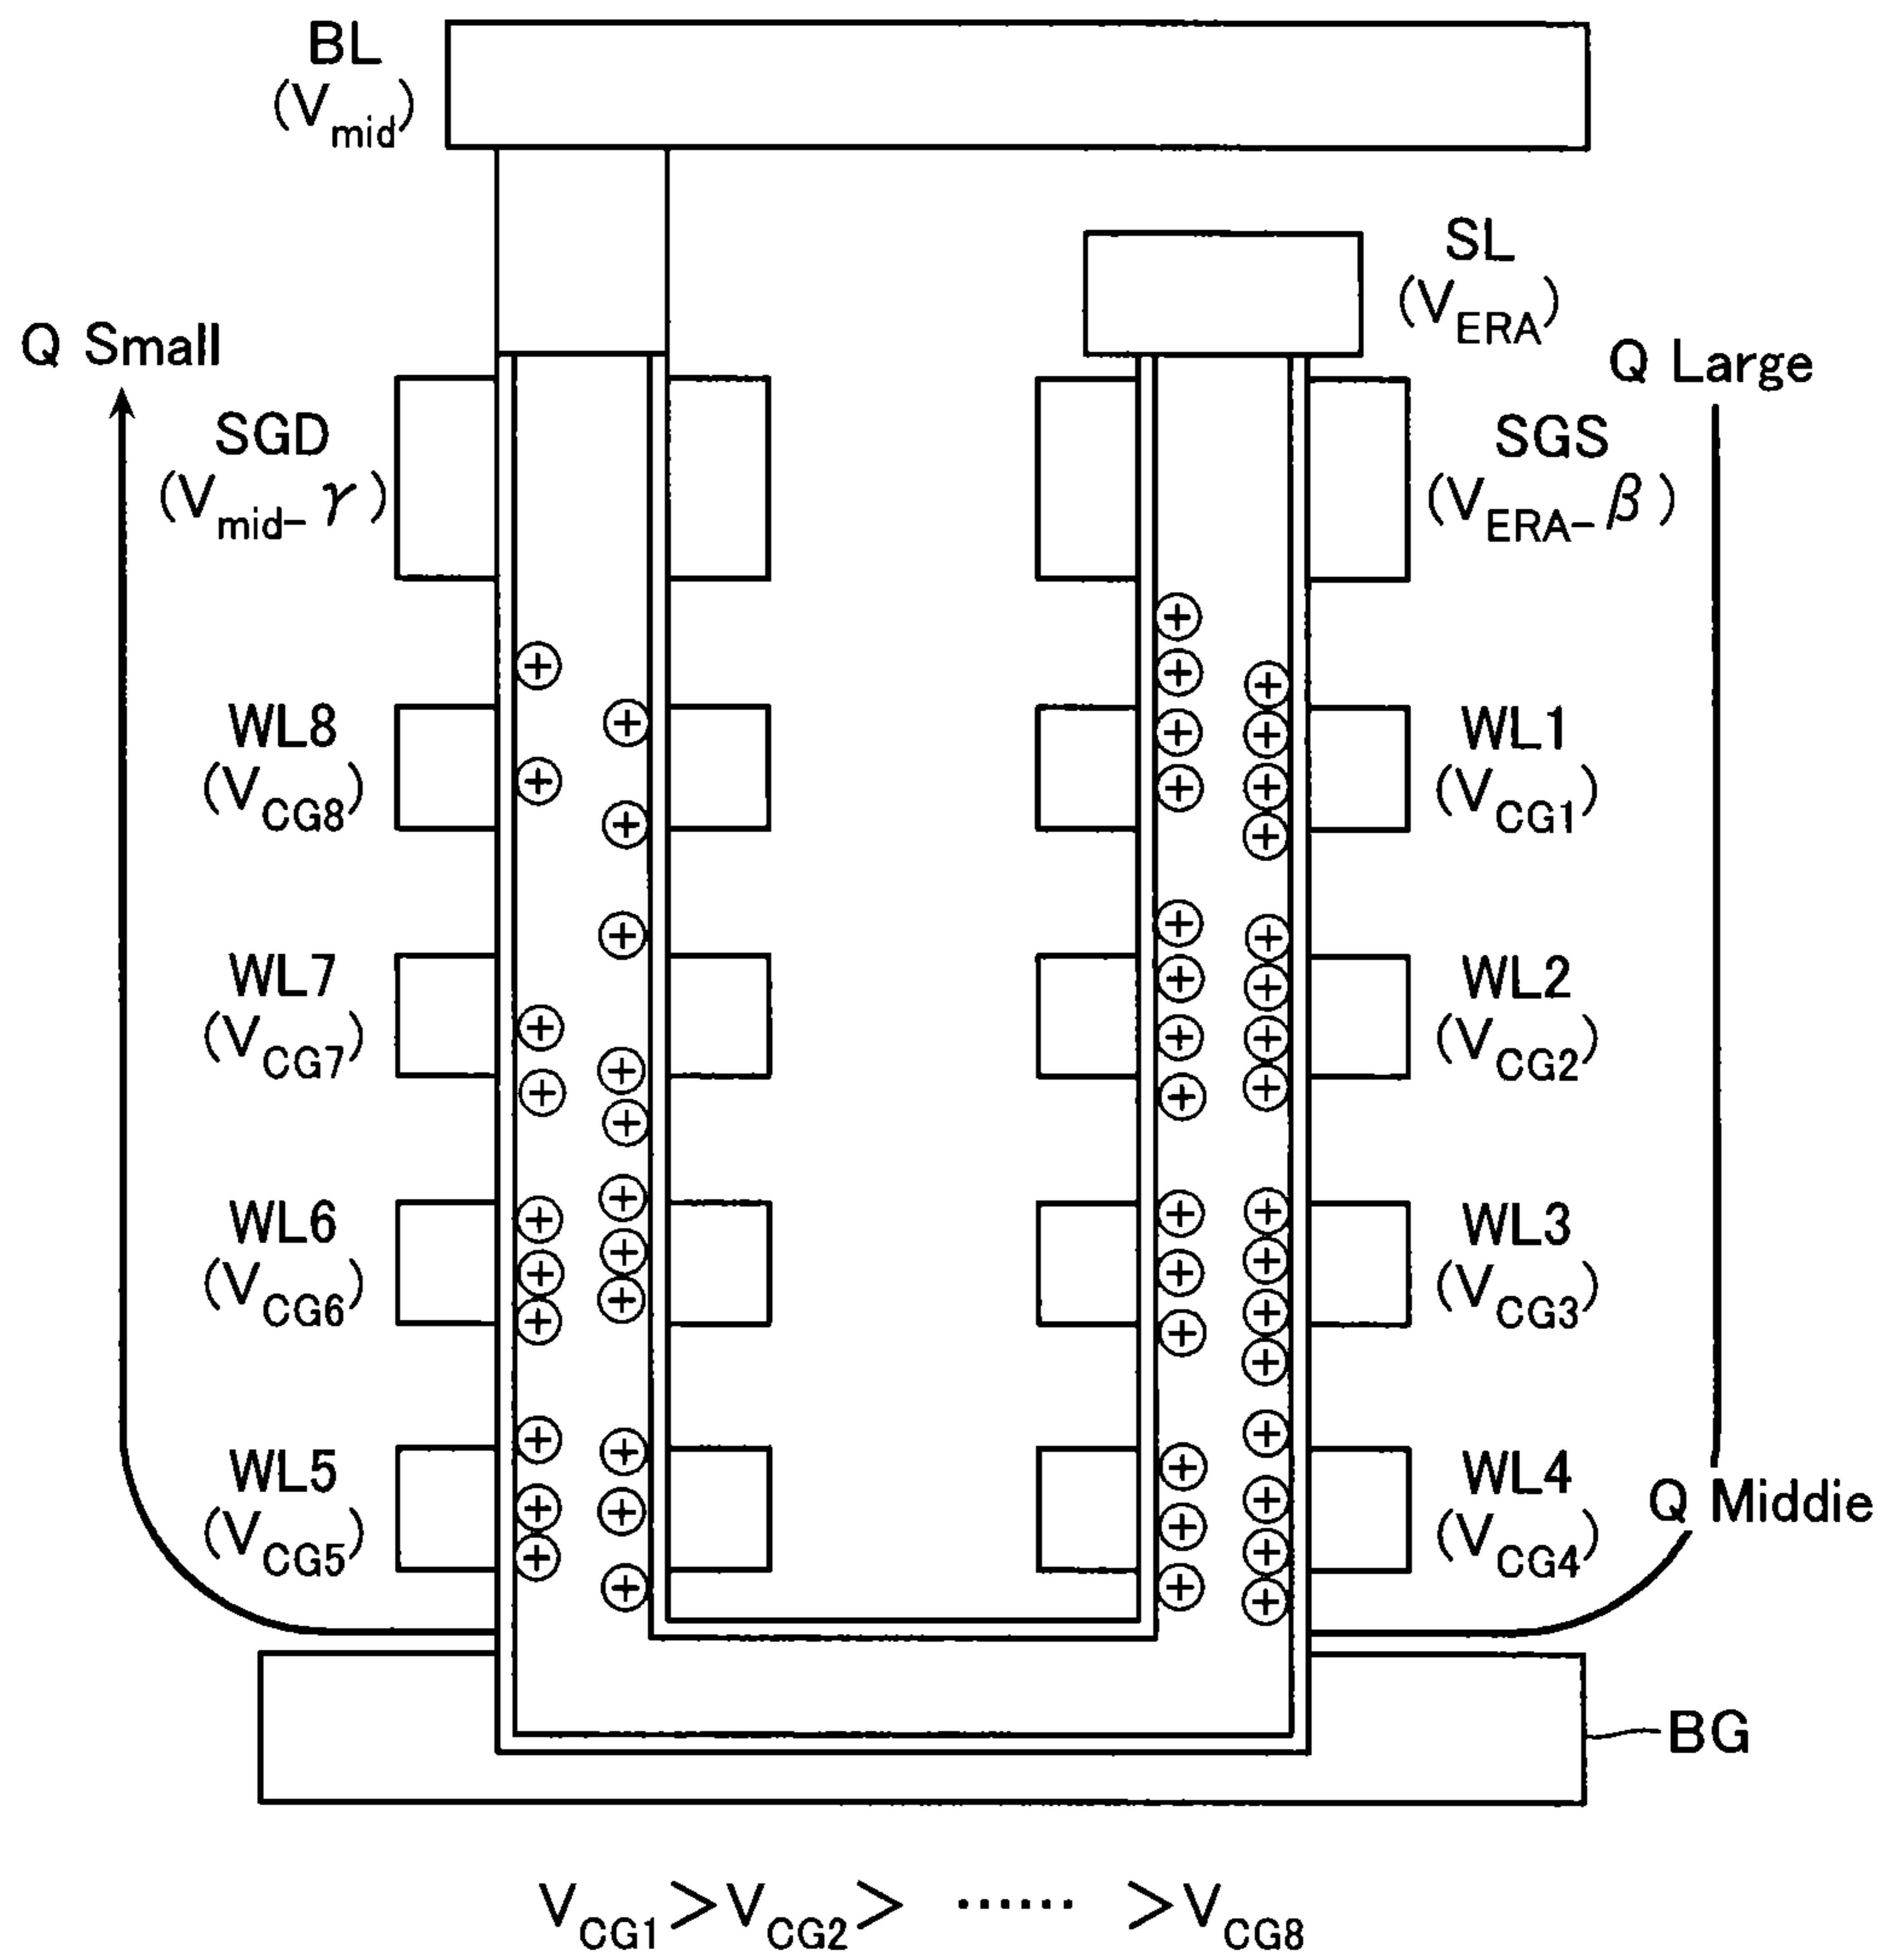 BL
(Vmid)
SL
(VERA)
Q Small
Q Large
SGD
(Vmid-γ)
SGS
(VERA-β)
WL8
(VCG8)
WL1
(VCG1)
WL7
(VCG7)
WL2
(VCG2)
WL6
(VCG6)
WL3
(VCG3)
WL5
(VCG5)
WL4
(VCG4)
Q Middie
BG
VCG1>VCG2> ······ >VCG8